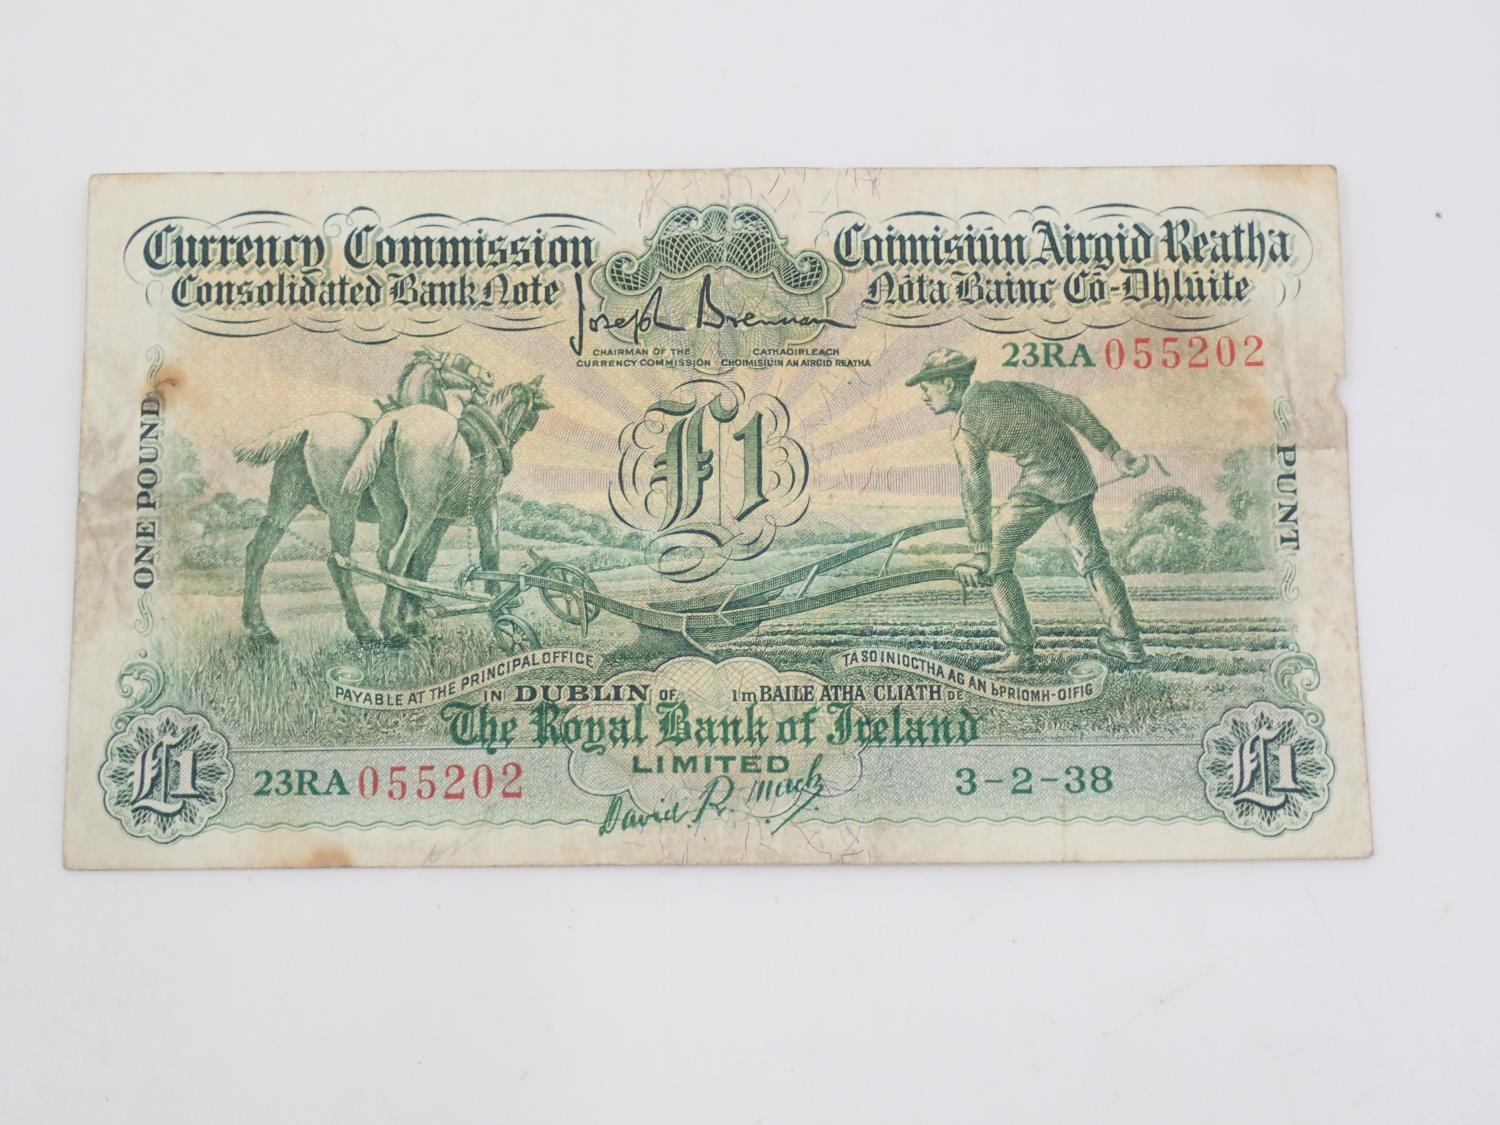 Currency Commission
Consolidated Bank Note
Coimisiún Airgid Reatha
Nóta Bainc Có-Dhlúite
Joseph Brennan
CHAIRMAN OF THE
CURRENCY COMMISSION
CATHAOIRLEACH
CHOIMISIÚIN AN AIRGID REATHA
23RA 055202
ONE POUND
£1
PUNT
PAYABLE AT THE PRINCIPAL OFFICE
IN DUBLIN OF
TA SO INIOCTHA AG AN bPRIOMH-OIFIG
I mBAILE ATHA CLIATH DE
The Royal Bank of Ireland
LIMITED
£1
23RA 055202
David R. Mack
3-2-38
£1